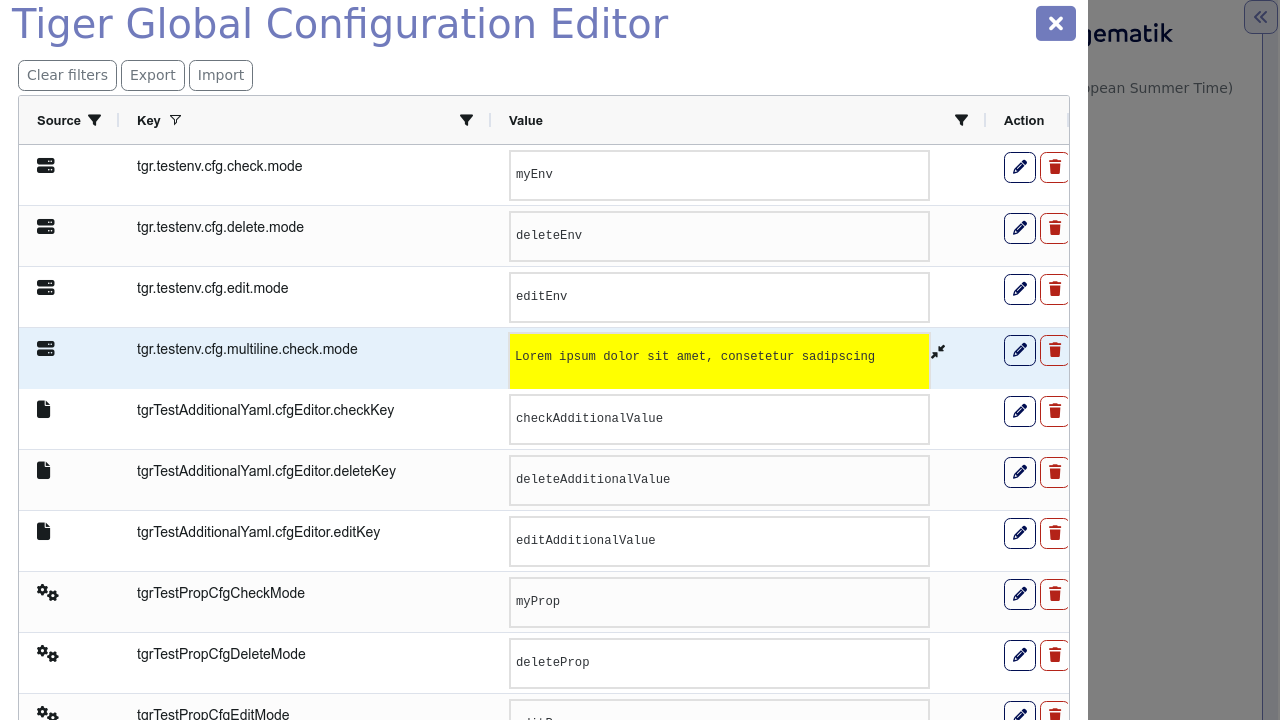 Tiger Global Configuration Editor
gematik
Clear filters Export Import
opean Summer Time)
Source Key Value Action
tgr.testenv.cfg.check.mode myEnv
tgr.testenv.cfg.delete.mode deleteEnv
tgr.testenv.cfg.edit.mode editEnv
tgr.testenv.cfg.multiline.check.mode Lorem ipsum dolor sit amet, consetetur sadipscing
tgrTestAdditionalYaml.cfgEditor.checkKey checkAdditionalValue
tgrTestAdditionalYaml.cfgEditor.deleteKey deleteAdditionalValue
tgrTestAdditionalYaml.cfgEditor.editKey editAdditionalValue
tgrTestPropCfgCheckMode myProp
tgrTestPropCfgDeleteMode deleteProp
tgrTestPropCfgEditMode